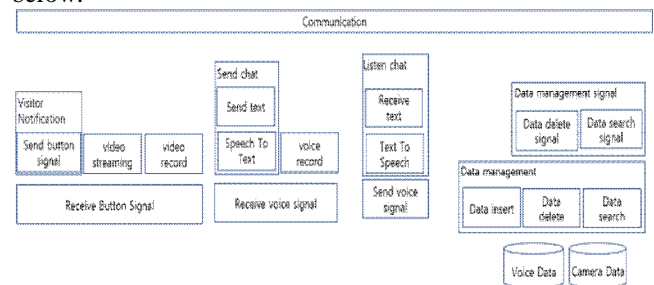 below.
Communication
Visitor
Notification
Send button
signal
video
streaming
video
record
Receive Button Signal
Send chat
Send text
Speech To
Text
voice
record
Receive voice signal
Listen chat
Receive
text
Text To
Speech
Send voice
signal
Data management signal
Data delete
signal
Data search
signal
Data management
Data insert
Data
delete
Data
search
Voice Data
Camera Data